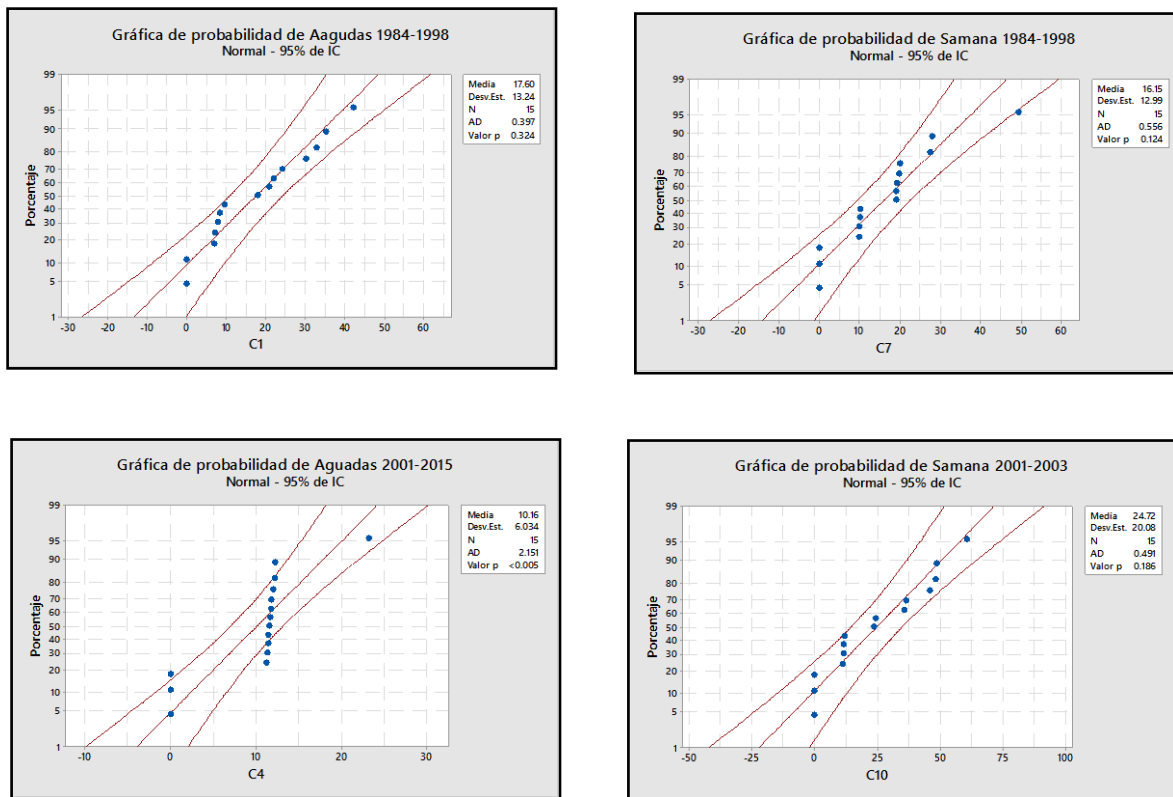 Gráfica de probabilidad de Aagudas 1984-1998
Normal - 95% de IC
Media 17.60
Desv.Est. 13.24
N 15
AD 0.397
Valor p 0.324
Porcentaje
99
95
90
80
70
60
50
40
30
20
10
5
1
-30 -20 -10 0 10 20 30 40 50 60
C1
Gráfica de probabilidad de Samana 1984-1998
Normal - 95% de IC
Media 16.15
Desv.Est. 12.99
N 15
AD 0.556
Valor p 0.124
Porcentaje
99
95
90
80
70
60
50
40
30
20
10
5
1
-30 -20 -10 0 10 20 30 40 50 60
C7
Gráfica de probabilidad de Aguadas 2001-2015
Normal - 95% de IC
Media 10.16
Desv.Est. 6.034
N 15
AD 2.151
Valor p <0.005
Porcentaje
99
95
90
80
70
60
50
40
30
20
10
5
1
-10 0 10 20 30
C4
Gráfica de probabilidad de Samana 2001-2003
Normal - 95% de IC
Media 24.72
Desv.Est. 20.08
N 15
AD 0.491
Valor p 0.186
Porcentaje
99
95
90
80
70
60
50
40
30
20
10
5
1
-50 -25 0 25 50 75 100
C10